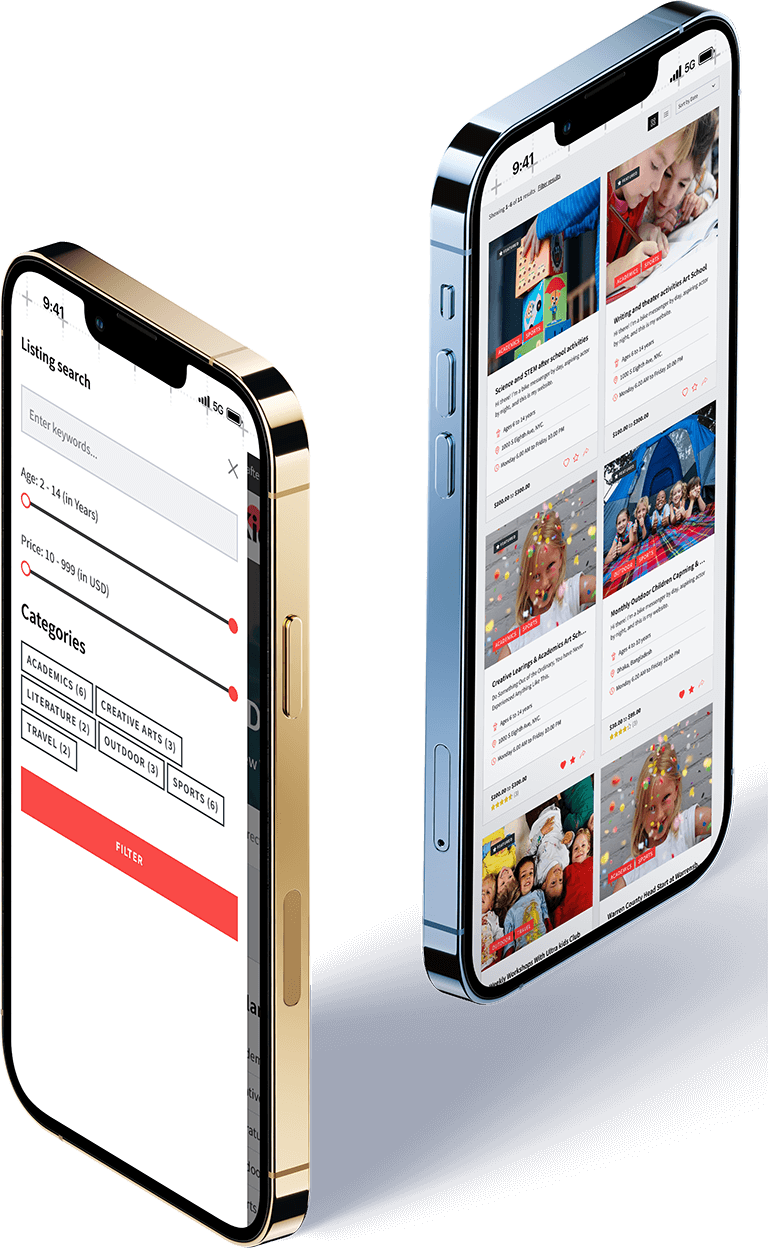 9:41
5G
Listing search
Enter keywords...
Age: 2 - 14 (in Years)
Price: 10 - 999 (in USD)
Categories
ACADEMICS (6)
CREATIVE ARTS (3)
LITERATURE (2)
OUTDOOR (3)
SPORTS (6)
TRAVEL (2)
FILTER
9:41
5G
Showing 1-6 of 11 results
Filter results
Sort by Date
FEATURED
ACADEMICS
SPORTS
Science and STEM after school activities
Hi there! I'm a bike messenger by day, aspiring actor
by night, and this is my website.
Ages 6 to 14 years
1000 S Eighth Ave, NYC.
Monday 6.00 AM to Friday 10.00 PM
$100.00 to $300.00
FEATURED
ACADEMICS
SPORTS
Writing and theater activities Art School
Hi there! I'm a bike messenger by day, aspiring actor
by night, and this is my website.
Ages 6 to 14 years
1000 S Eighth Ave, NYC.
Monday 6.00 AM to Friday 10.00 PM
$100.00 to $300.00
FEATURED
ACADEMICS
SPORTS
Creative Learings & Academics Art Sch...
Do Something Out of the Ordinary. You have Never
Experienced Anything Like This.
Ages 6 to 14 years
1000 S Eighth Ave, NYC.
Monday 6.00 AM to Friday 10.00 PM
$100.00 to $300.00
(3)
FEATURED
OUTDOOR
SPORTS
Monthly Outdoor Children Capming & ...
Hi there! I'm a bike messenger by day, aspiring actor
by night, and this is my website.
Ages 4 to 10 years
Dhaka, Bangladesh
Monday 6.00 AM to Friday 10.00 PM
$30.00 to $99.00
(3)
FEATURED
OUTDOOR
TRAVEL
Weekly Workshops With Ultra kids Club
ACADEMICS
SPORTS
Warren County Head Start at Warrensb